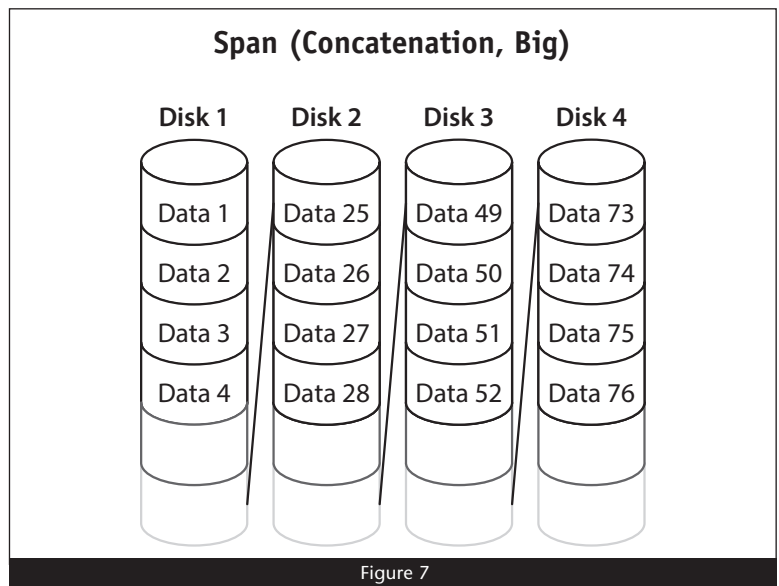 Span (Concatenation, Big)
Disk 1 Disk 2 Disk 3 Disk 4
Data 1 Data 25 Data 49 Data 73
Data 2 Data 26 Data 50 Data 74
Data 3 Data 27 Data 51 Data 75
Data 4 Data 28 Data 52 Data 76
Figure 7